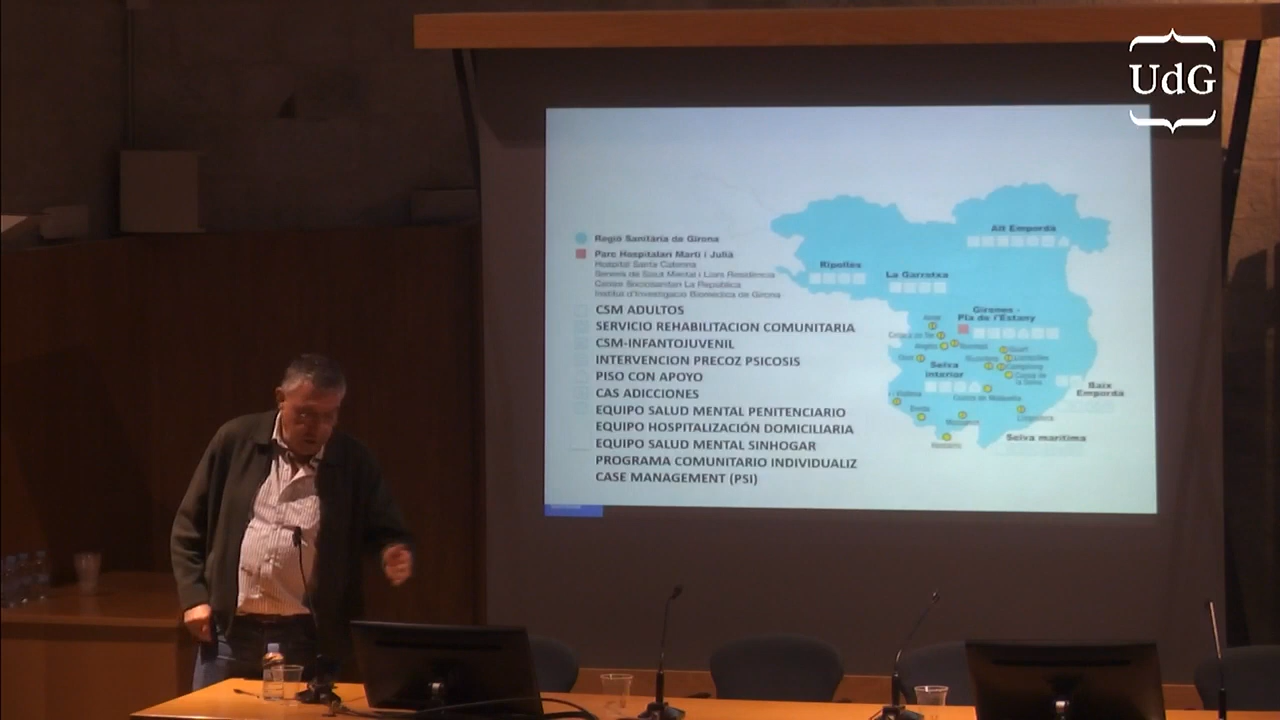 UdG
Regió Sanitària de Girona
Parc Hospitalari Martí i Julià
Hospital Santa Caterina
Serveis de Salut Mental i Llars Residència
Centre Sociosanitari La República
Institut d'Investigació Biomèdica de Girona
CSM ADULTOS
SERVICIO REHABILITACION COMUNITARIA
CSM-INFANTOJUVENIL
INTERVENCION PRECOZ PSICOSIS
PISO CON APOYO
CAS ADICCIONES
EQUIPO SALUD MENTAL PENITENCIARIO
EQUIPO HOSPITALIZACIÓN DOMICILIARIA
EQUIPO SALUD MENTAL SINHOGAR
PROGRAMA COMUNITARIO INDIVIDUALIZ
CASE MANAGEMENT (PSI)
Alt Empordà
Ripollès
La Garrotxa
Gironès -
Pla de l'Estany
Selva
interior
Baix
Empordà
Selva marítima